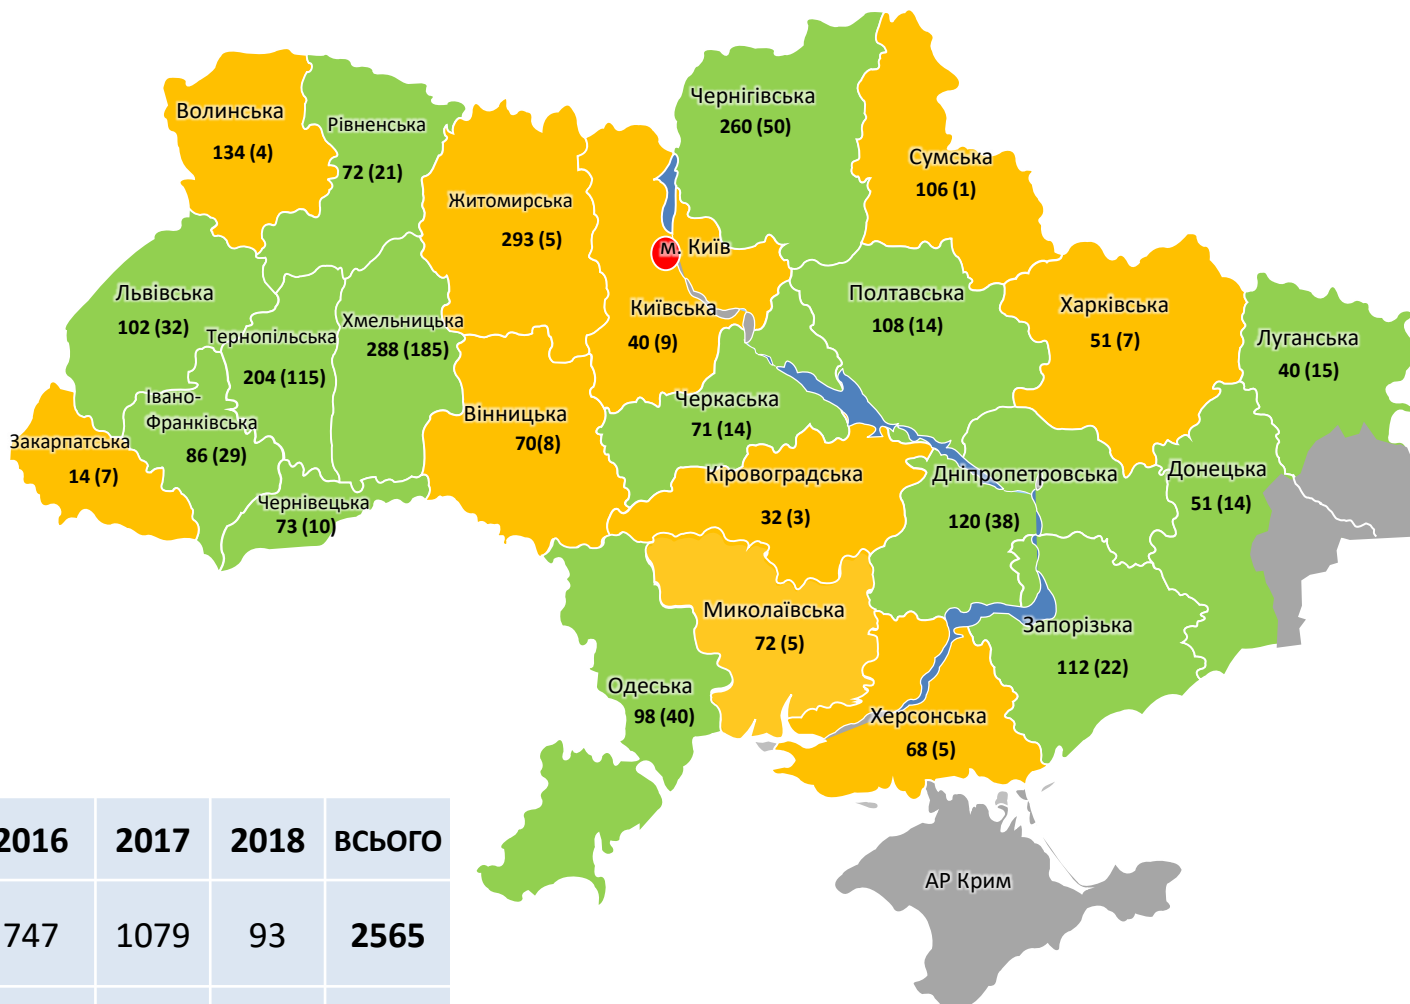 Волинська
134 (4)
Рівненська
72 (21)
Житомирська
293 (5)
Чернігівська
260 (50)
Сумська
106 (1)
м. Київ
Київська
40 (9)
Львівська
102 (32)
Тернопільська
204 (115)
Хмельницька
288 (185)
Полтавська
108 (14)
Харківська
51 (7)
Луганська
40 (15)
Закарпатська
14 (7)
Івано-
Франківська
86 (29)
Чернівецька
73 (10)
Вінницька
70(8)
Черкаська
71 (14)
Кіровоградська
32 (3)
Дніпропетровська
120 (38)
Донецька
51 (14)
Миколаївська
72 (5)
Запорізька
112 (22)
Одеська
98 (40)
Херсонська
68 (5)
АР Крим
2016 2017 2018 ВСЬОГО
747 1079 93 2565